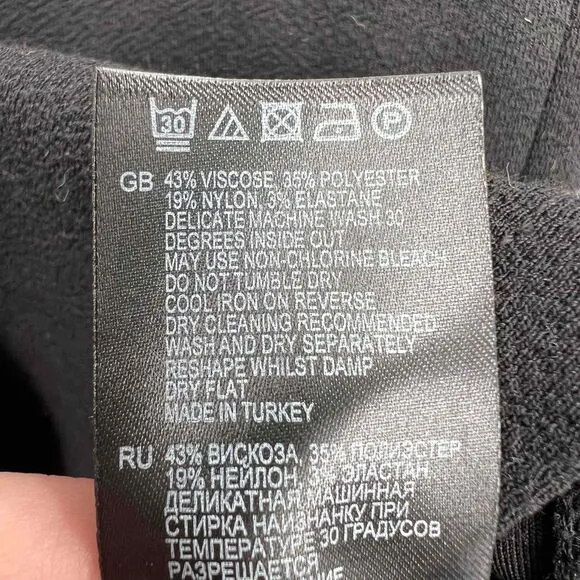 30
P
GB 43% VISCOSE, 35% POLYESTER
19% NYLON, 3% ELASTANE
DELICATE MACHINE WASH 30
DEGREES INSIDE OUT
MAY USE NON-CHLORINE BLEACH
DO NOT TUMBLE DRY
COOL IRON ON REVERSE
DRY CLEANING RECOMMENDED
WASH AND DRY SEPARATELY
RESHAPE WHILST DAMP
DRY FLAT
MADE IN TURKEY
RU 43% ВИСКОЗА, 35% ПОЛИЭСТЕР
19% НЕЙЛОН, 3% ЭЛАСТАН
ДЕЛИКАТНАЯ МАШИННАЯ
СТИРКА НАИЗНАНКУ ПРИ
ТЕМПЕРАТУРЕ 30 ГРАДУСОВ